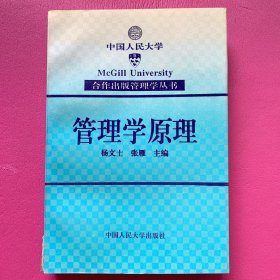 中国人民大学
McGill University
合作出版管理学丛书
管理学原理
杨文士 张雁 主编
中国人民大学出版社